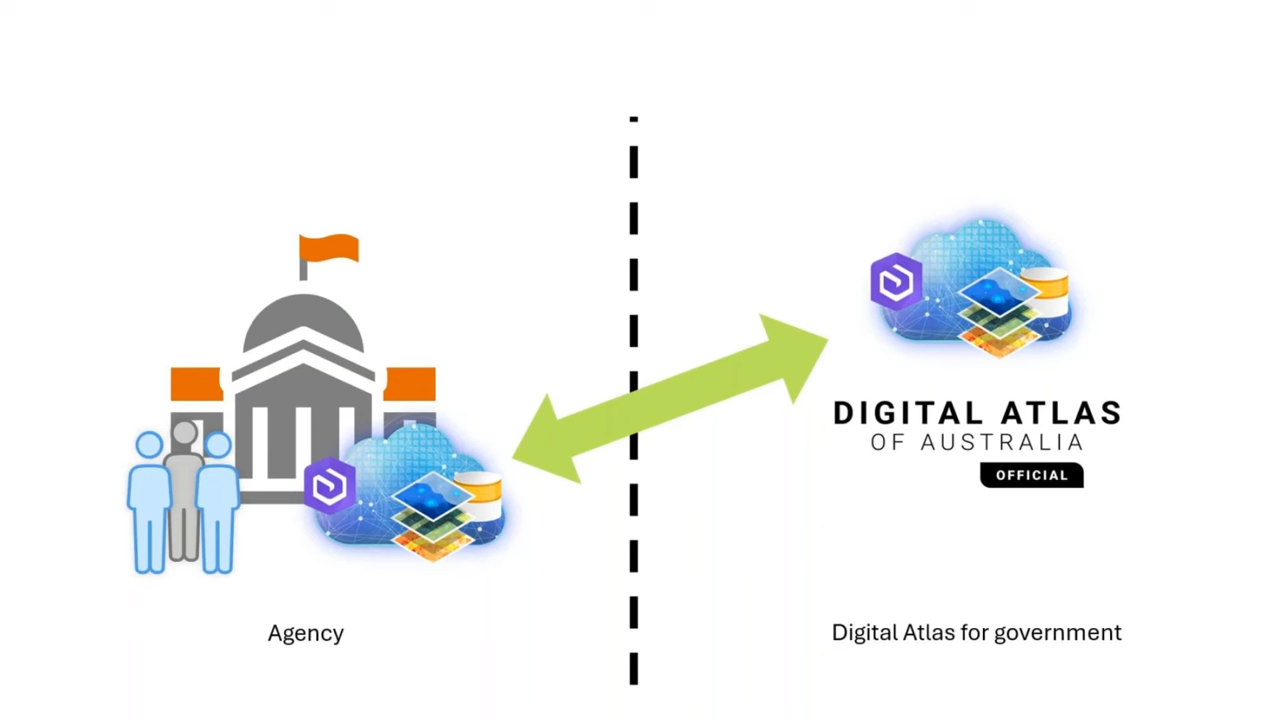 DIGITAL ATLAS
OF AUSTRALIA
OFFICIAL
Agency
Digital Atlas for government